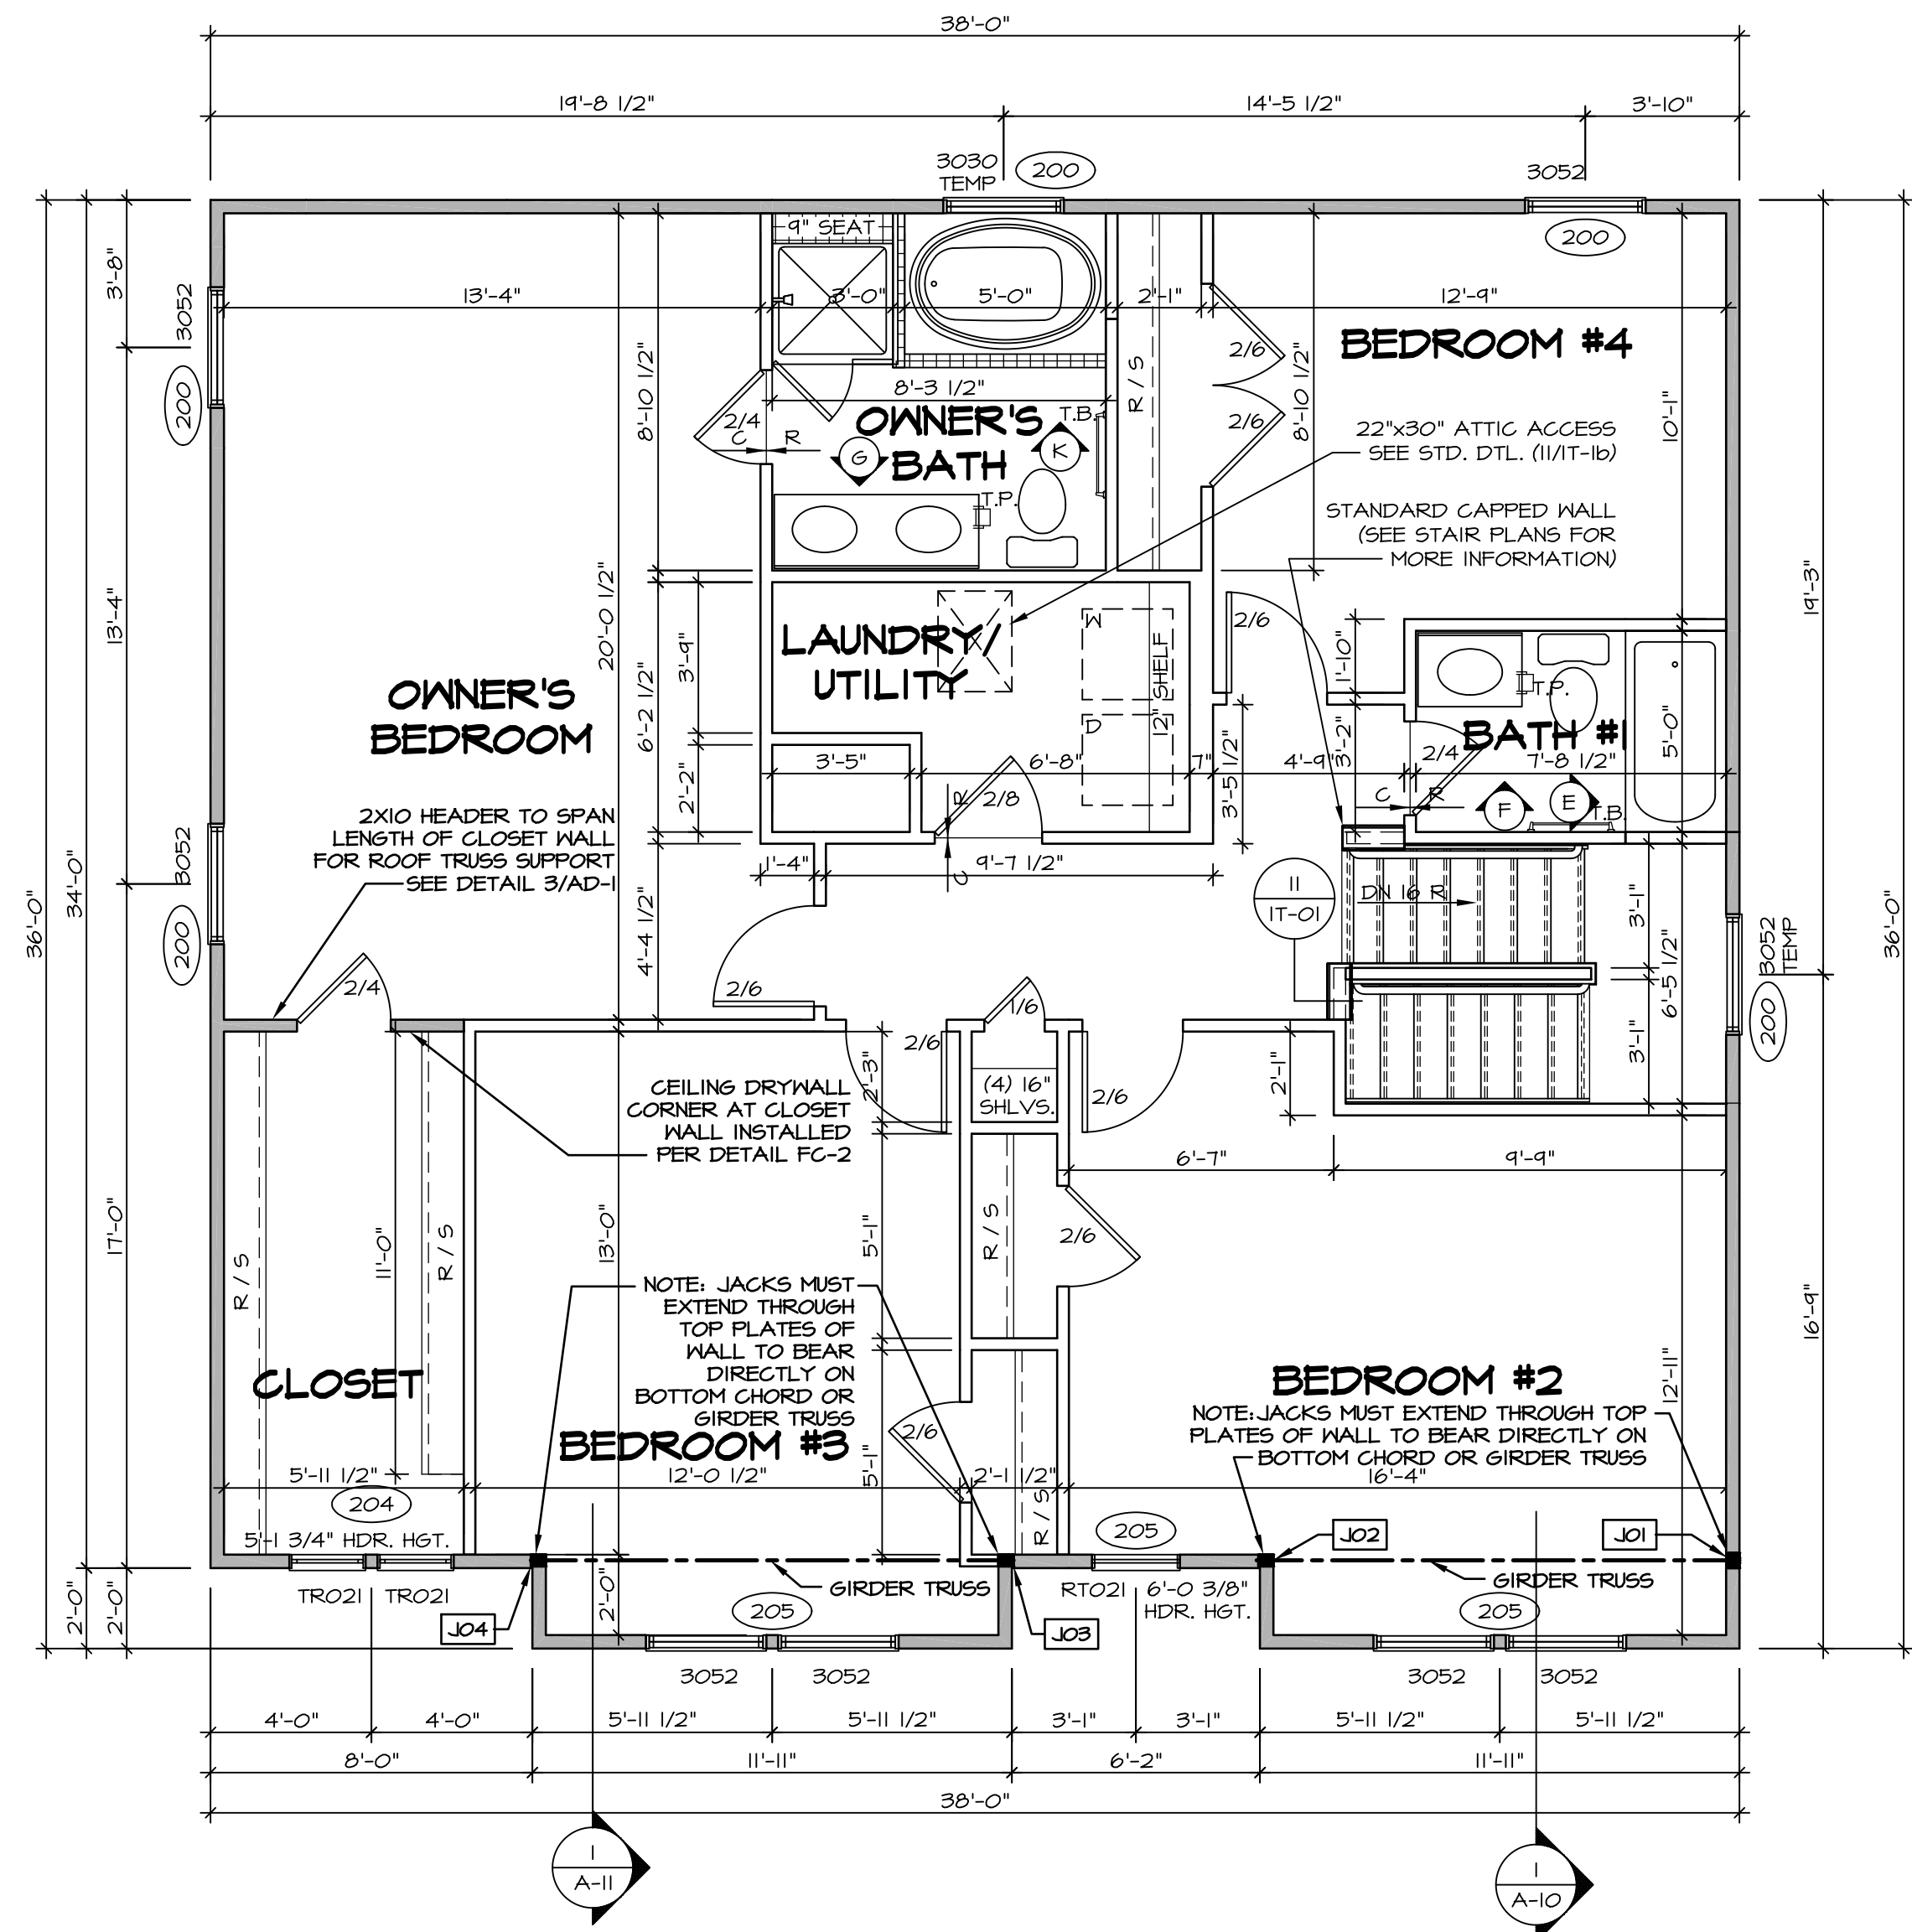 38'-0"
19'-8 1/2"
14'-5 1/2"
3'-10"
3030
TEMP
200
3052
200
9" SEAT
3'-8"
3052
200
13'-4"
3'-0"
5'-0"
2'-1"
12'-9"
BEDROOM #4
2/6
2/6
R / S
8'-10 1/2"
8'-10 1/2"
10'-1"
8'-3 1/2"
OWNER'S
BATH
T.B.
2/4
C
R
G
K
T.P.
22"x30" ATTIC ACCESS
SEE STD. DTL. (11/IT-1b)
STANDARD CAPPED WALL
(SEE STAIR PLANS FOR
MORE INFORMATION)
13'-4"
20'-0 1/2"
19'-3"
36'-0"
34'-0"
36'-0"
LAUNDRY/
UTILITY
3'-9"
6'-2 1/2"
2'-2"
W
D
12" SHELF
2/6
1'-10"
T.P.
BATH #1
5'-0"
OWNER'S
BEDROOM
3'-5"
6'-8"
7"
3'-5 1/2"
4'-9"
3'-2"
2/4
7'-8 1/2"
2/8
R
C
C
R
F
E
T.B.
2X10 HEADER TO SPAN
LENGTH OF CLOSET WALL
FOR ROOF TRUSS SUPPORT
SEE DETAIL 3/AD-1
3052
200
1'-4"
9'-7 1/2"
11
IT-01
DN 16 R
3'-1"
6'-5 1/2"
3'-1"
3052
TEMP
200
4'-4 1/2"
2/4
2/6
1/6
2/6
2'-3"
(4) 16"
SHLVS.
2/6
2'-1"
CEILING DRYWALL
CORNER AT CLOSET
WALL INSTALLED
PER DETAIL FC-2
6'-7"
9'-9"
17'-0"
R / S
11'-0"
R / S
13'-0"
5'-1"
R / S
2/6
16'-9"
NOTE: JACKS MUST
EXTEND THROUGH
TOP PLATES OF
WALL TO BEAR
DIRECTLY ON
BOTTOM CHORD OR
GIRDER TRUSS
CLOSET
BEDROOM #3
2/6
5'-1"
BEDROOM #2
NOTE: JACKS MUST EXTEND THROUGH TOP
PLATES OF WALL TO BEAR DIRECTLY ON
BOTTOM CHORD OR GIRDER TRUSS
12'-11"
5'-11 1/2"
12'-0 1/2"
2'-1 1/2"
16'-4"
204
5'-1 3/4" HDR. HGT.
R / S
205
J02
J01
TR021
TR021
GIRDER TRUSS
RT021
6'-0 3/8"
HDR. HGT.
GIRDER TRUSS
2'-0"
2'-0"
2'-0"
J04
205
J03
205
3052
3052
3052
3052
4'-0"
4'-0"
5'-11 1/2"
5'-11 1/2"
3'-1"
3'-1"
5'-11 1/2"
5'-11 1/2"
8'-0"
11'-11"
6'-2"
11'-11"
38'-0"
1
A-11
1
A-10